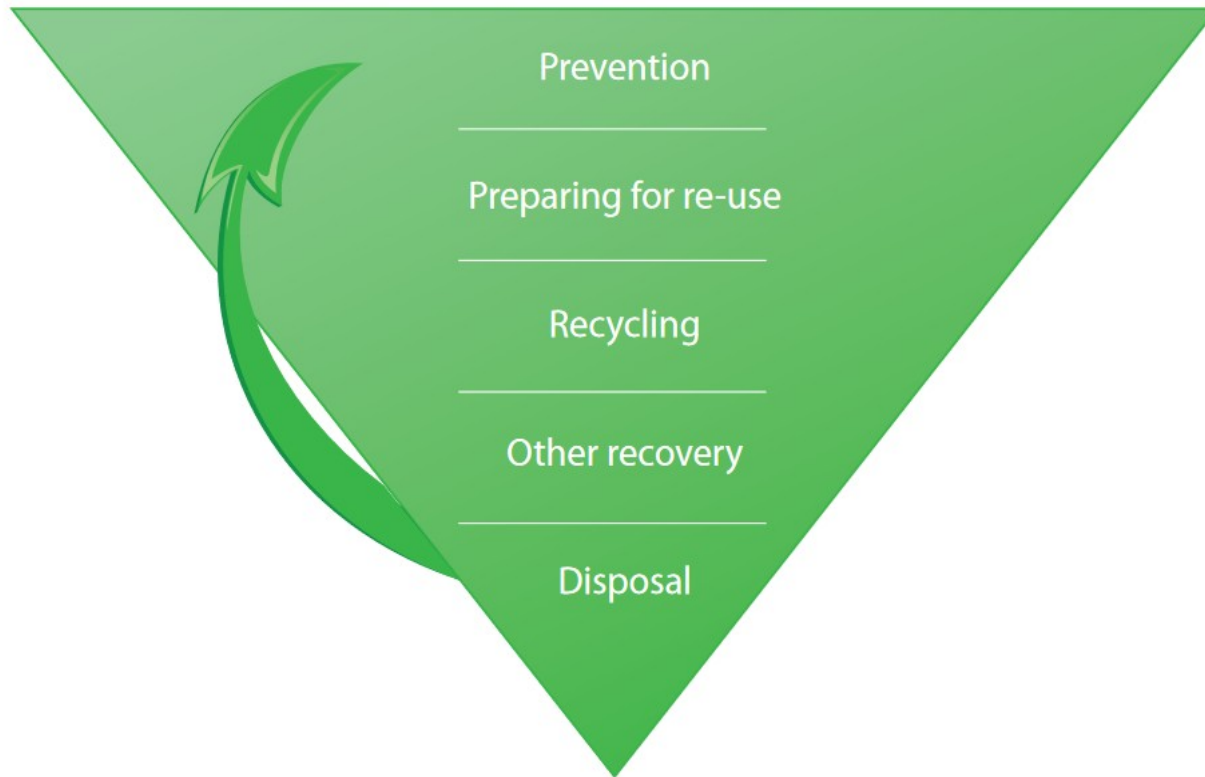 Prevention
Preparing for re-use
Recycling
Other recovery
Disposal